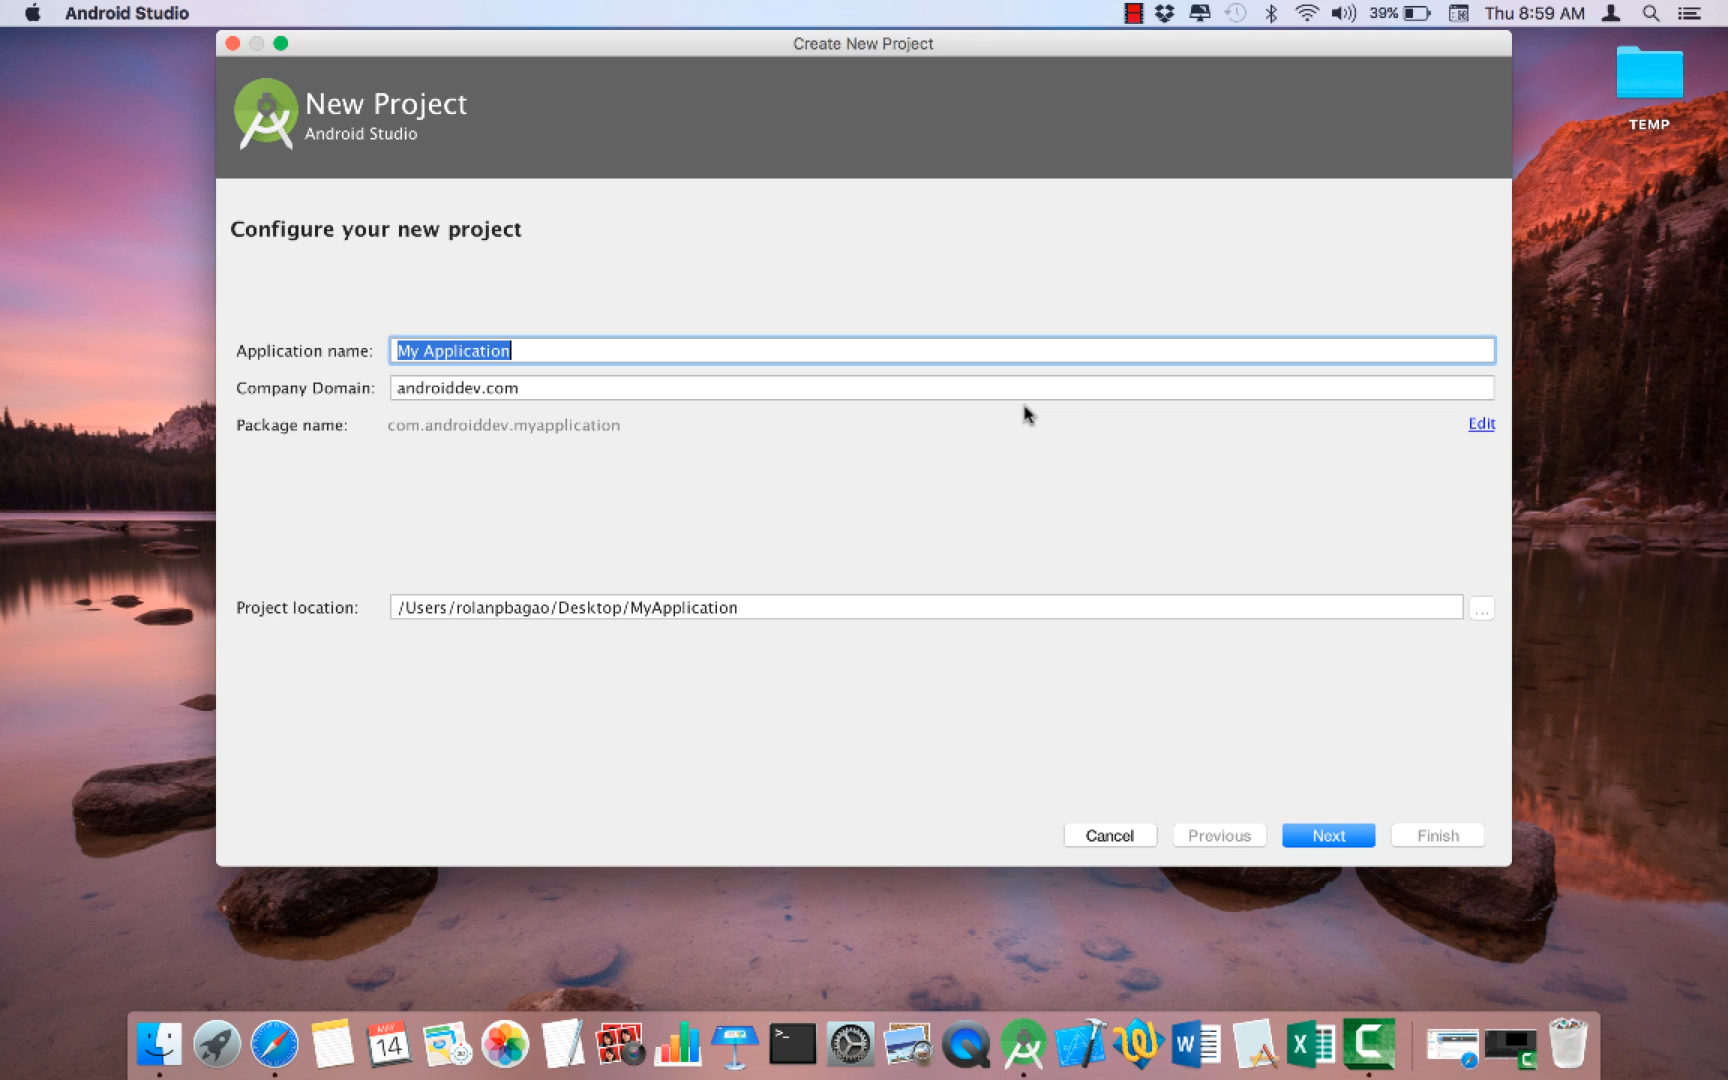 Android Studio
39%
Thu 8:59 AM
Create New Project
New Project
Android Studio
TEMP
Configure your new project
Application name: My Application
Company Domain: androiddev.com
Package name: com.androiddev.myapplication Edit
Project location: /Users/rolanpbagao/Desktop/MyApplication ...
Cancel Previous Next Finish
MAY
14